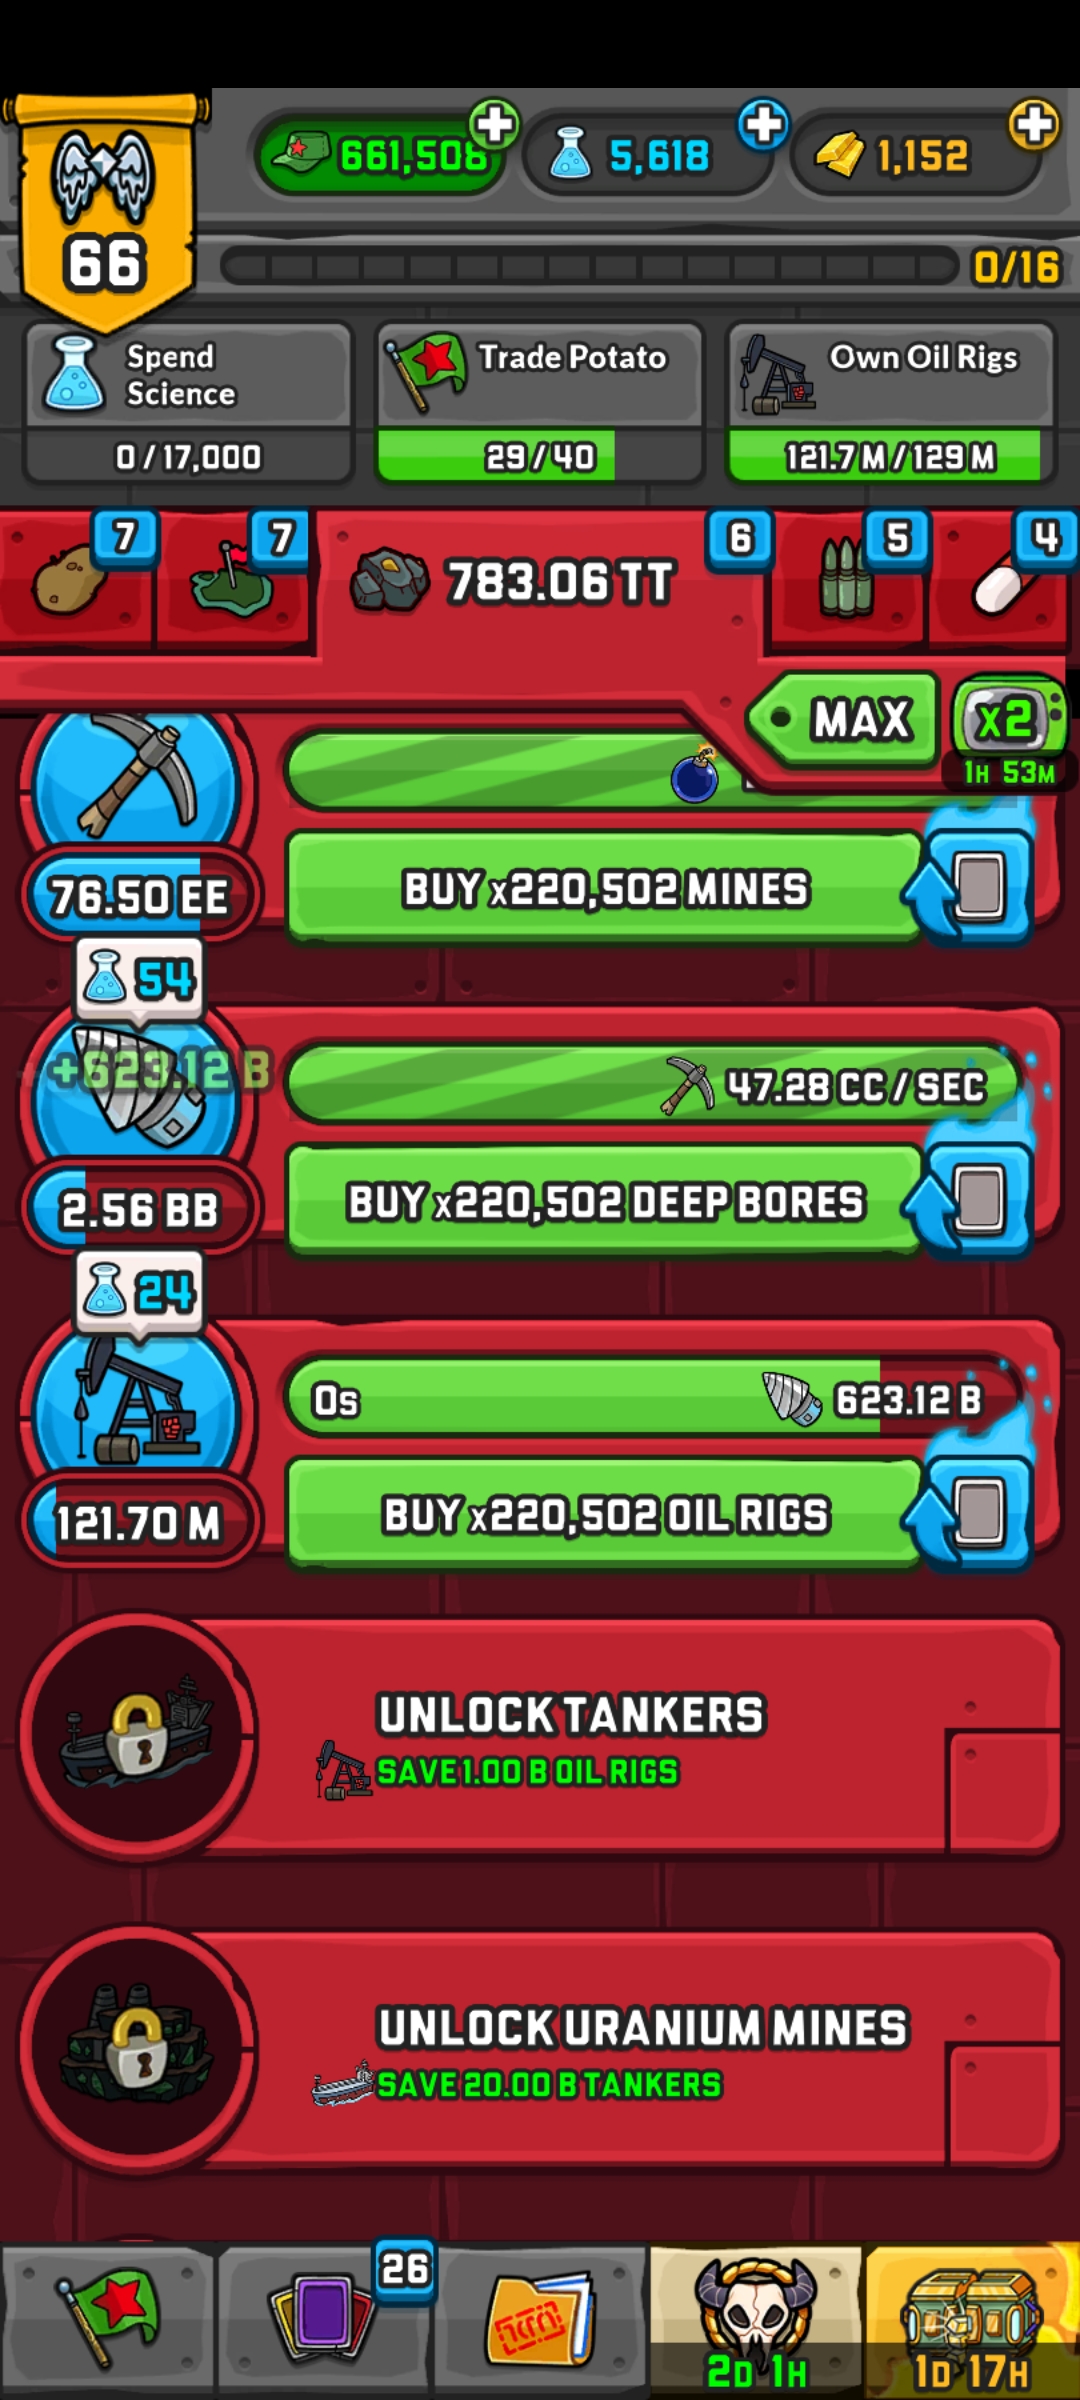 661,508
5,618
1,152
66
0/16
Spend
Science
0/17,000
Trade Potato
29/40
Own Oil Rigs
121.7 M/129 M
7
7
783.06 TT
6
5
4
MAX
x2
1H 53M
76.50 EE
BUY x220,502 MINES
54
+623.12 B
47.28 CC/SEC
2.56 BB
BUY x220,502 DEEP BORES
24
0s
623.12 B
121.70 M
BUY x220,502 OIL RIGS
UNLOCK TANKERS
SAVE 1.00 B OIL RIGS
UNLOCK URANIUM MINES
SAVE 20.00 B TANKERS
26
2D 1H
1D 17H